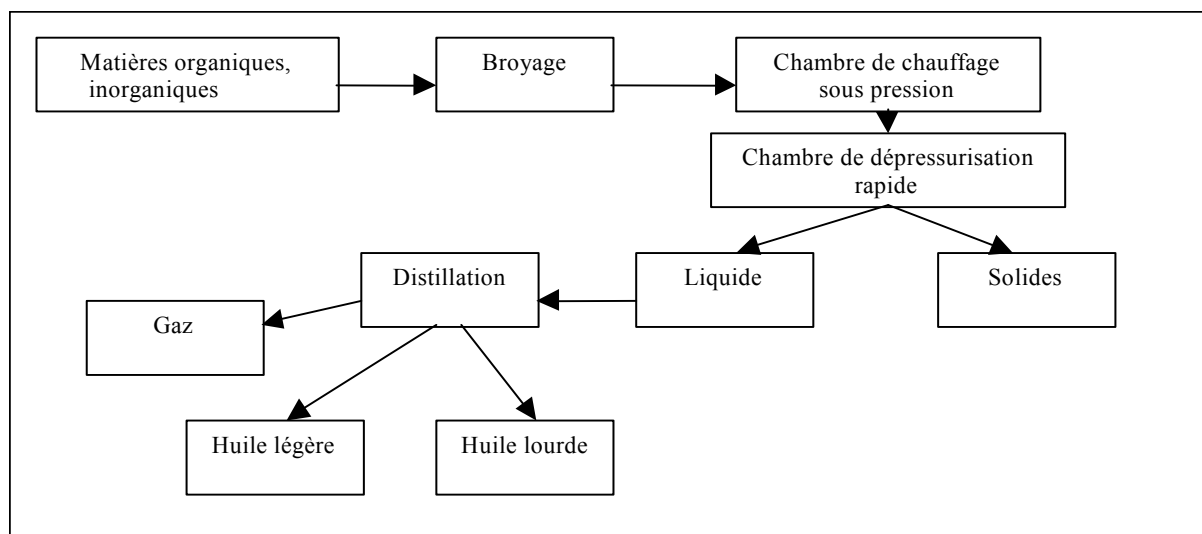 Matières organiques,
inorganiques
Broyage
Chambre de chauffage
sous pression
Chambre de dépressurisation
rapide
Distillation
Liquide
Solides
Gaz
Huile légère
Huile lourde